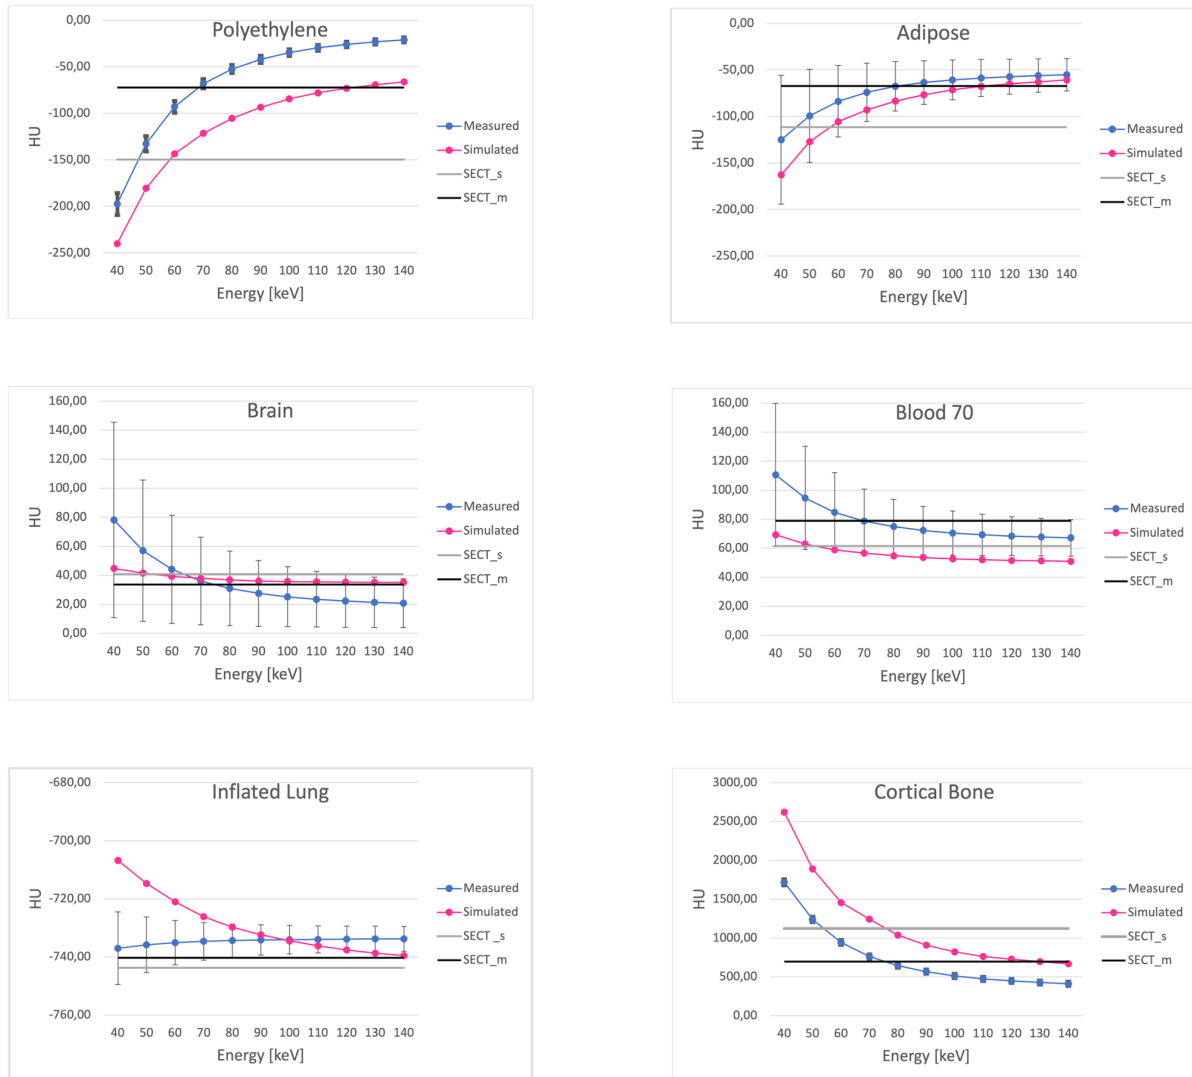 Polyethylene
0,00
-50,00
-100,00
-150,00
-200,00
-250,00
HU
40 50 60 70 80 90 100 110 120 130 140
Energy [keV]
Measured
Simulated
SECT_s
SECT_m
Adipose
0,00
-50,00
-100,00
-150,00
-200,00
-250,00
HU
40 50 60 70 80 90 100 110 120 130 140
Energy [keV]
Measured
Simulated
SECT_s
SECT_m
Brain
160,00
140,00
120,00
100,00
80,00
60,00
40,00
20,00
0,00
HU
40 50 60 70 80 90 100 110 120 130 140
Energy [keV]
Measured
Simulated
SECT_s
SECT_m
Blood 70
160,00
140,00
120,00
100,00
80,00
60,00
40,00
20,00
0,00
HU
40 50 60 70 80 90 100 110 120 130 140
Energy [keV]
Measured
Simulated
SECT_s
SECT_m
Inflated Lung
-680,00
-700,00
-720,00
-740,00
-760,00
HU
40 50 60 70 80 90 100 110 120 130 140
Energy [keV]
Measured
Simulated
SECT _s
SECT_m
Cortical Bone
3000,00
2500,00
2000,00
1500,00
1000,00
500,00
0,00
HU
40 50 60 70 80 90 100 110 120 130 140
Energy [keV]
Measured
Simulated
SECT_s
SECT_m